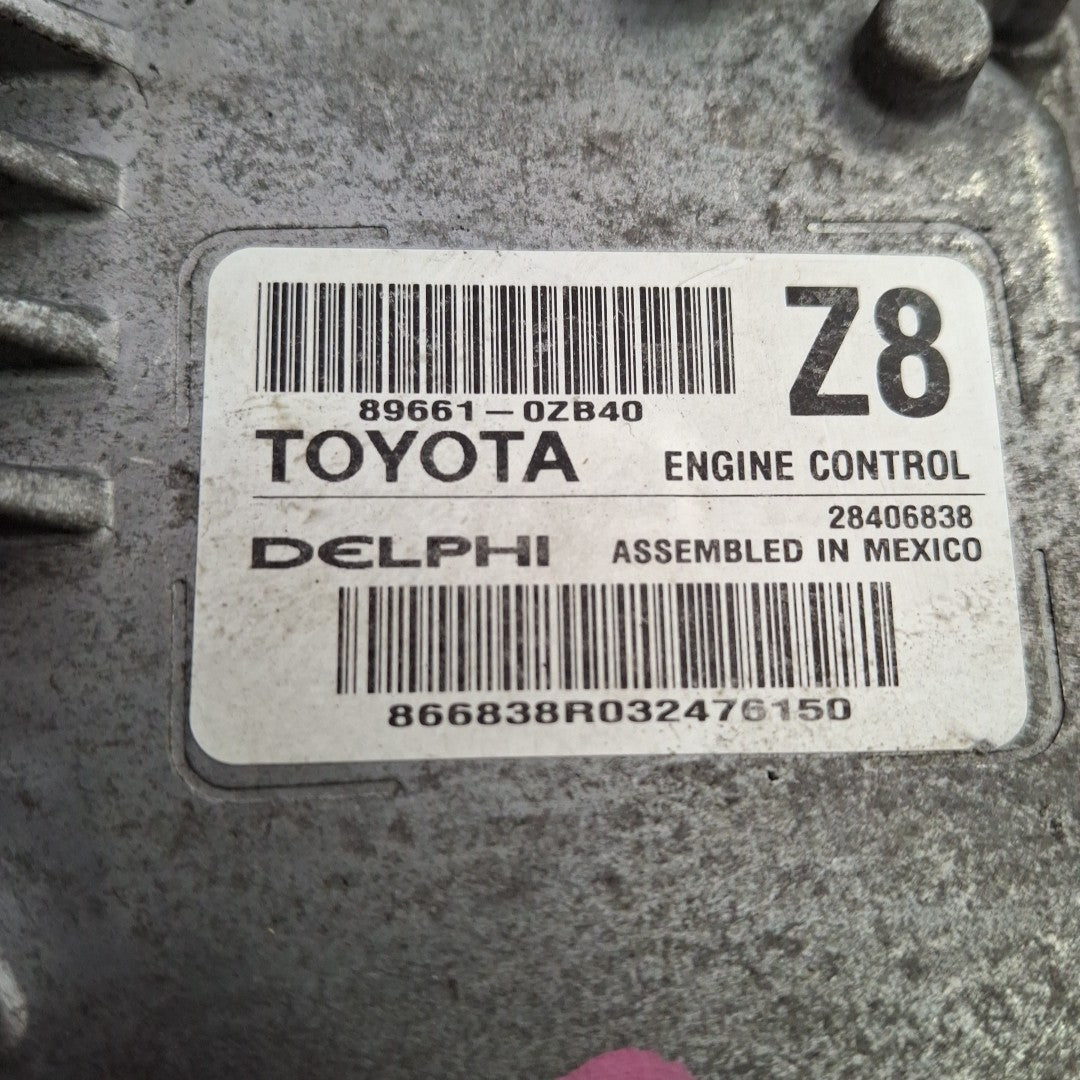 Z8
89661-0ZB40
TOYOTA ENGINE CONTROL
28406838
DELPHI ASSEMBLED IN MEXICO
866838R032476150